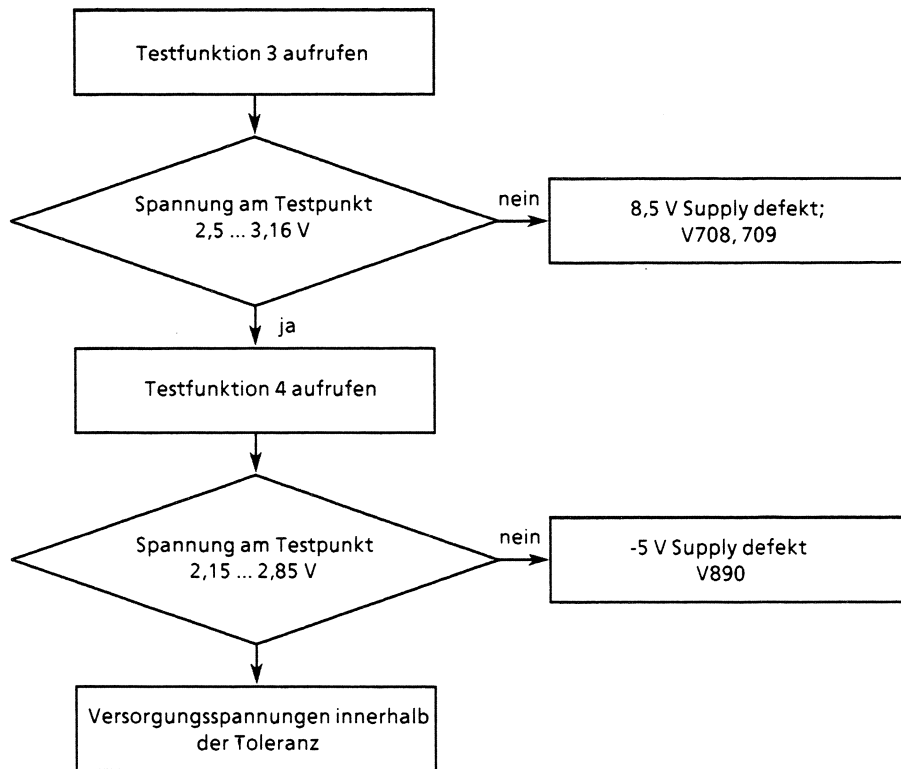 Testfunktion 3 aufrufen
Spannung am Testpunkt
2,5 ... 3,16 V
nein
8,5 V Supply defekt;
V708, 709
ja
Testfunktion 4 aufrufen
Spannung am Testpunkt
2,15 ... 2,85 V
nein
-5 V Supply defekt
V890
Versorgungsspannungen innerhalb
der Toleranz